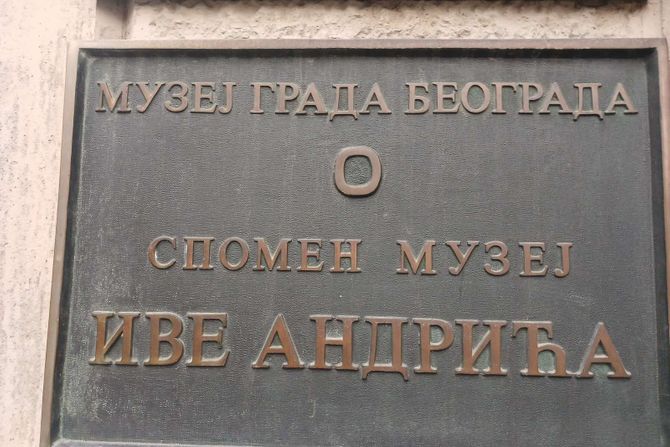 МУЗЕЈ ГРАДА БЕОГРАДА
О
СПОМЕН МУЗЕЈ
ИВЕ АНДРИЋА